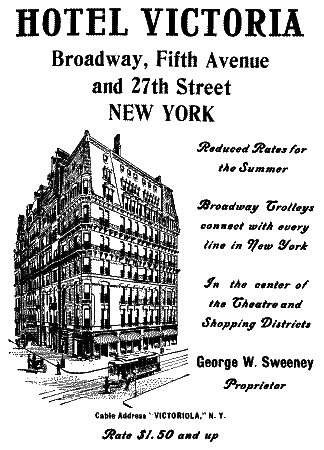 HOTEL VICTORIA
Broadway, Fifth Avenue
and 27th Street
NEW YORK
Reduced Rates for
the Summer
Broadway Trolleys
connect with every
line in New York
In the center of
the Theatre and
Shopping Districts
George W. Sweeney
Proprietor
Cable Address "VICTORIOLA," N. Y.
Rate $1.50 and up